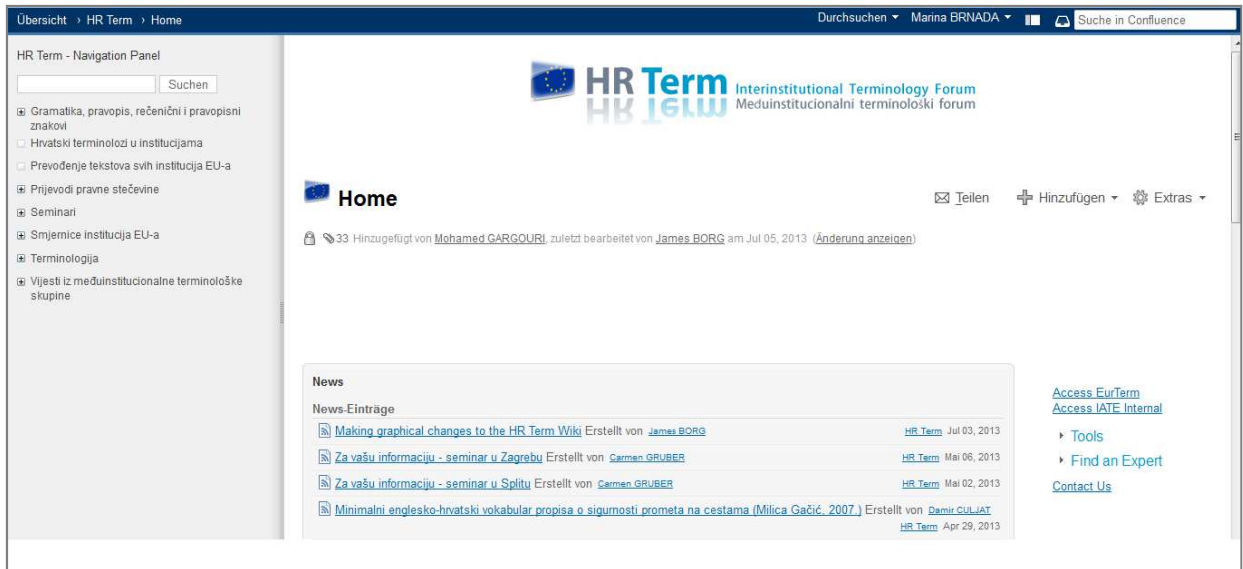 Übersicht › HR Term › Home
Durchsuchen Marina BRNADA Suche in Confluence
HR Term - Navigation Panel
Suchen
Gramatika, pravopis, rečenični i pravopisni
znakovi
Hrvatski terminolozi u institucijama
Prevođenje tekstova svih institucija EU-a
Prijevodi pravne stečevine
Seminari
Smjernice institucija EU-a
Terminologija
Vijesti iz međuinstitucionalne terminološke
skupine
HR Term Interinstitutional Terminology Forum
Međuinstitucionalni terminološki forum
Home
Teilen Hinzufügen Extras
33 Hinzugefügt von Mohamed GARGOURI, zuletzt bearbeitet von James BORG am Jul 05, 2013 (Änderung anzeigen)
News
News-Einträge
Making graphical changes to the HR Term Wiki Erstellt von James BORG HR Term Jul 03, 2013
Za vašu informaciju - seminar u Zagrebu Erstellt von Carmen GRUBER HR Term Mai 06, 2013
Za vašu informaciju - seminar u Splitu Erstellt von Carmen GRUBER HR Term Mai 02, 2013
Minimalni englesko-hrvatski vokabular propisa o sigurnosti prometa na cestama (Milica Gačić, 2007.) Erstellt von Damir CULJAT
HR Term Apr 29, 2013
Access EurTerm
Access IATE Internal
Tools
Find an Expert
Contact Us